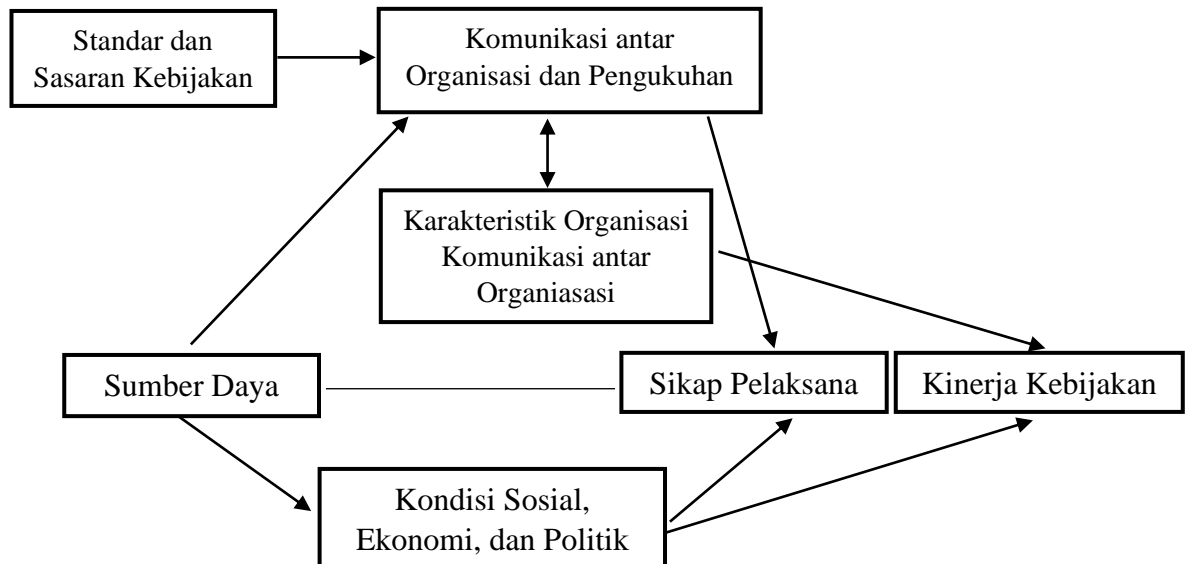 Standar dan
Sasaran Kebijakan
Komunikasi antar
Organisasi dan Pengukuhan
Karakteristik Organisasi
Komunikasi antar
Organiasasi
Sumber Daya
Sikap Pelaksana
Kinerja Kebijakan
Kondisi Sosial,
Ekonomi, dan Politik